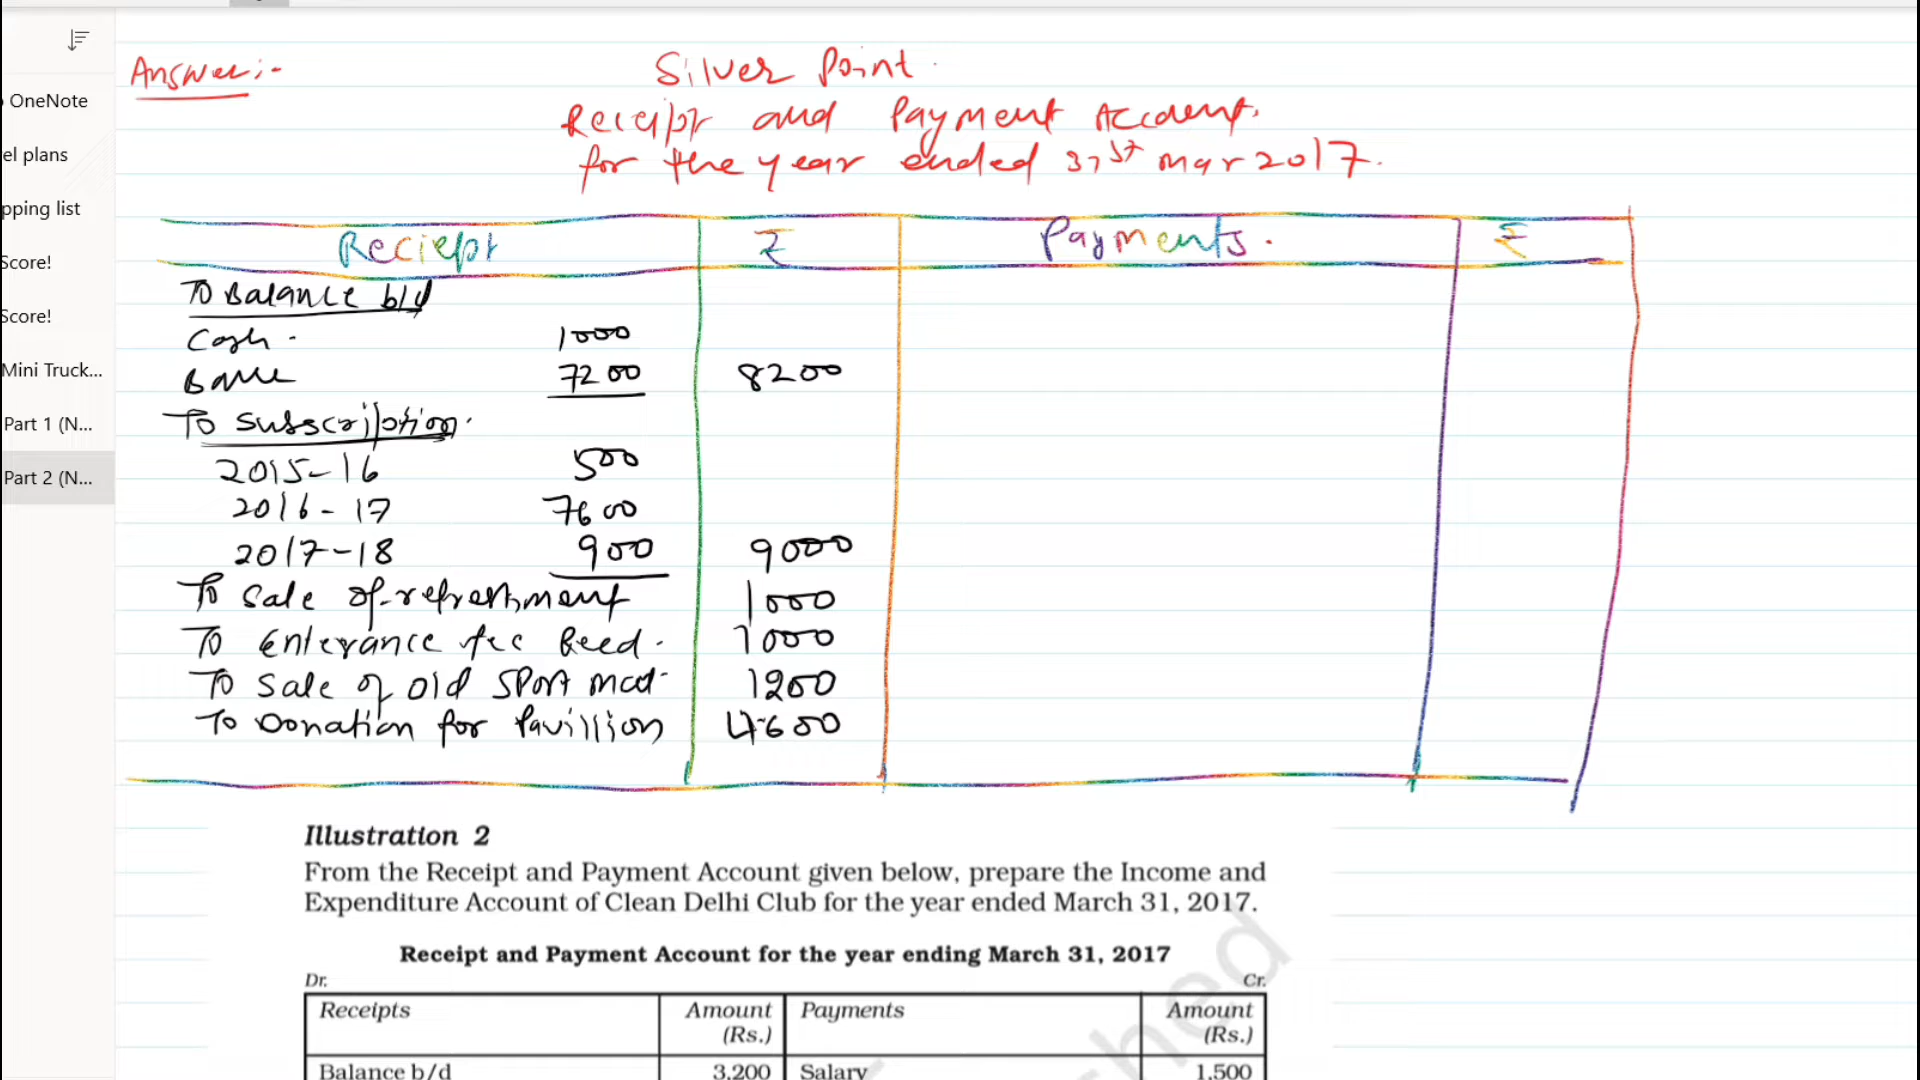 Answer:-
Silver Point
Reciept and Payment Account.
for the year ended 31st Mar 2017.
OneNote
el plans
pping list
Score!
Score!
Mini Truck...
Part 1 (N...
Part 2 (N...
Reciept ₹ Payments. ₹
To Balance b/d
Cash - 1000
Bank 7200 8200
To Subscription.
2015-16 500
2016-17 7600
2017-18 900 9000
To Sale of refreshment 1000
To Enterance fee Recd. 1000
To Sale of old Sport mat. 1200
To Donation for Pavillion 4600
Illustration 2
From the Receipt and Payment Account given below, prepare the Income and
Expenditure Account of Clean Delhi Club for the year ended March 31, 2017.
Receipt and Payment Account for the year ending March 31, 2017
Dr. Cr.
Receipts Amount (Rs.) Payments Amount (Rs.)
Balance b/d 3,200 Salary 1,500